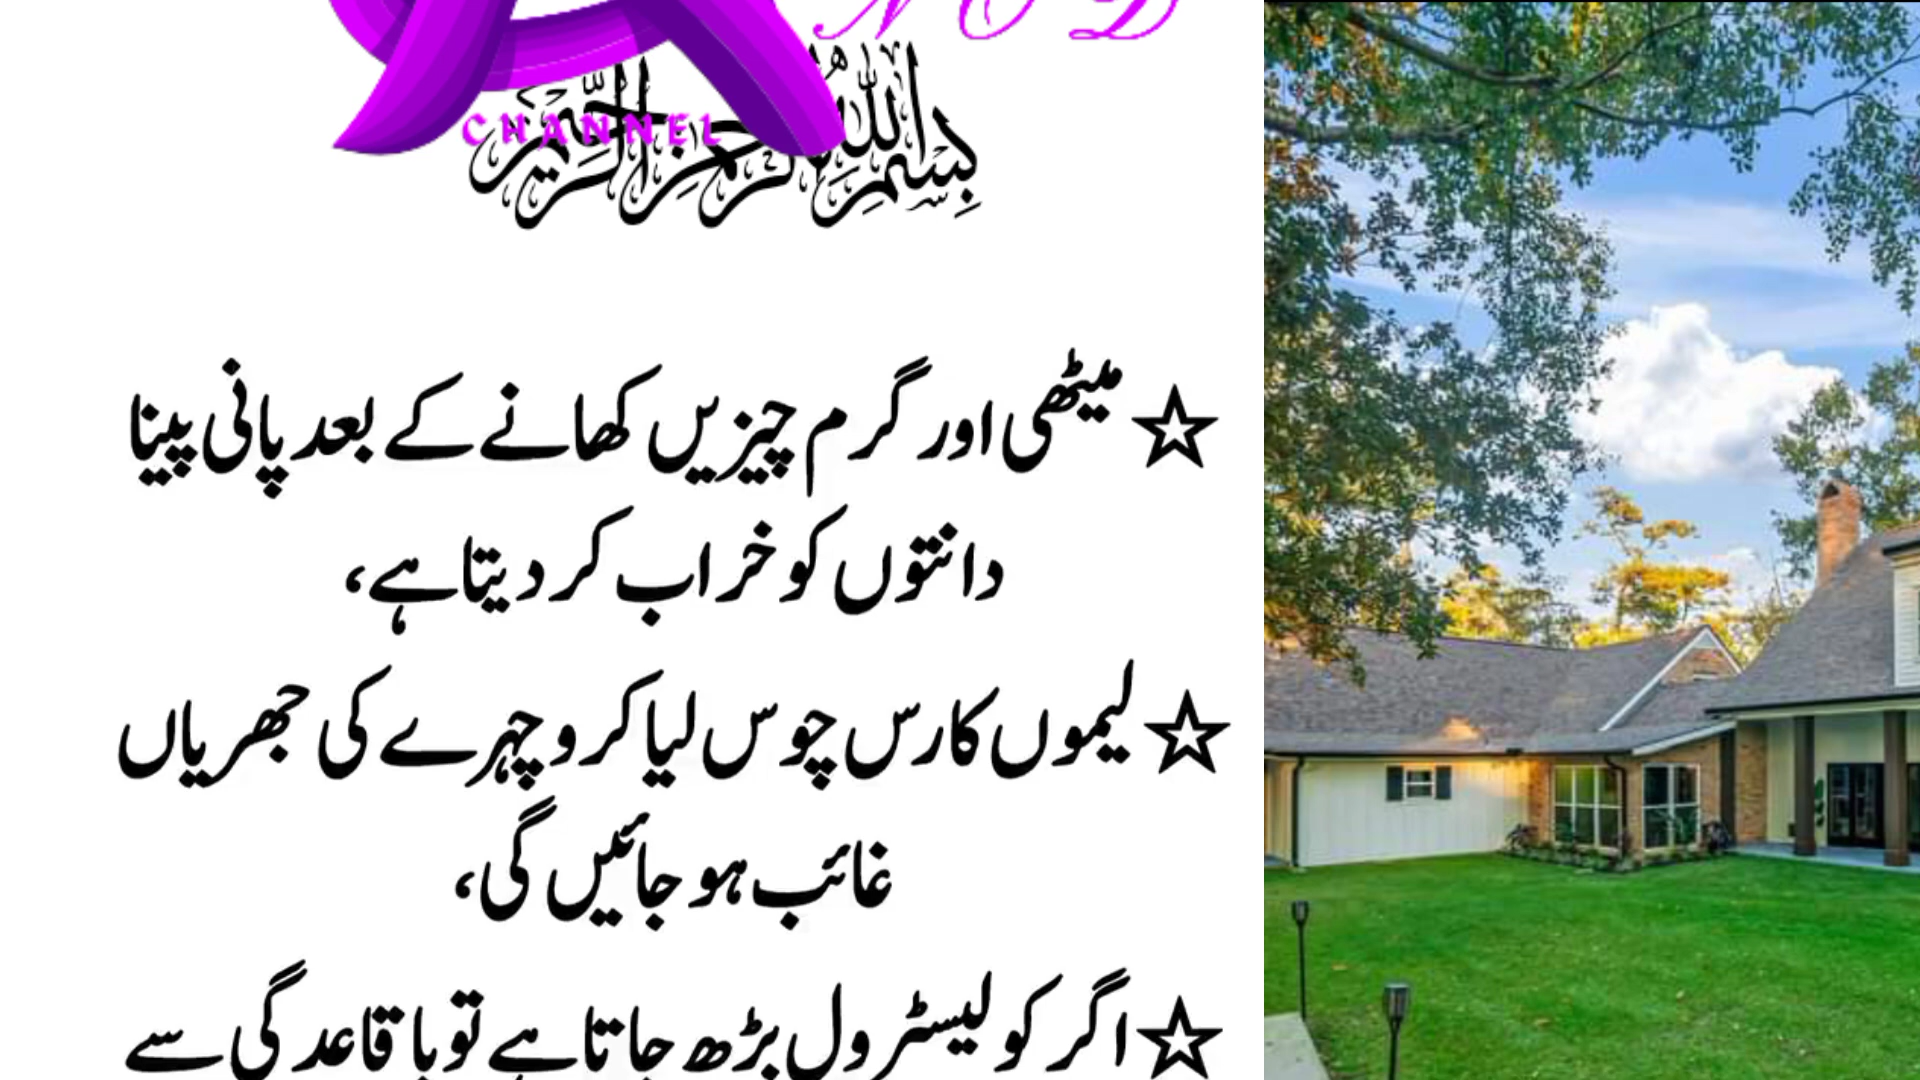 N O D
CHANNEL
بسم الله الرحمن الرحیم
☆ میٹھی اور گرم چیزیں کھانے کے بعد پانی پینا
دانتوں کو خراب کر دیتا ہے،
☆ لیموں کا رس چوس لیا کرو چہرے کی جھریاں
غائب ہو جائیں گی،
☆ اگر کولیسٹرول بڑھ جاتا ہے تو باقاعدگی سے